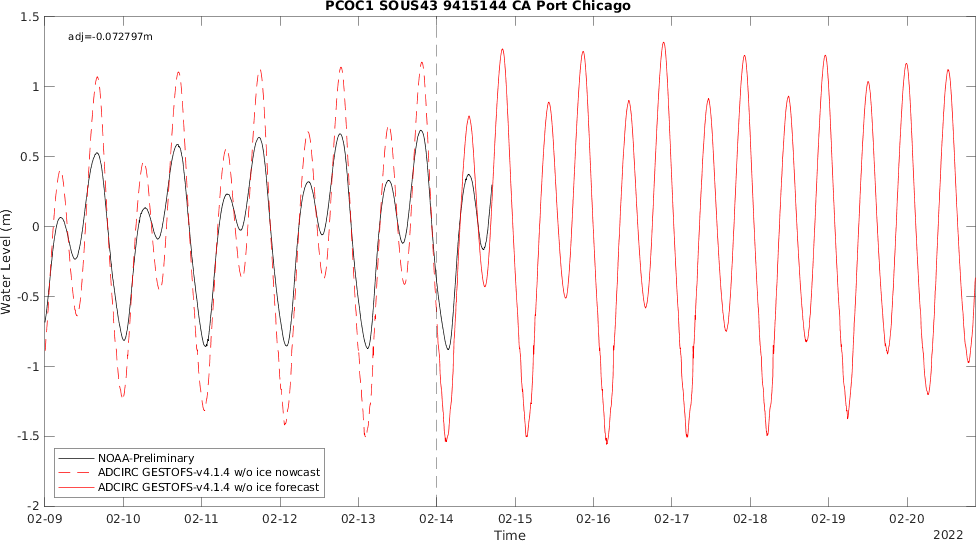 PCOC1 SOUS43 9415144 CA Port Chicago
adj=-0.072797m
1.5
1
0.5
0
-0.5
-1
-1.5
-2
Water Level (m)
NOAA-Preliminary
ADCIRC GESTOFS-v4.1.4 w/o ice nowcast
ADCIRC GESTOFS-v4.1.4 w/o ice forecast
02-09 02-10 02-11 02-12 02-13 02-14 02-15 02-16 02-17 02-18 02-19 02-20
Time
2022